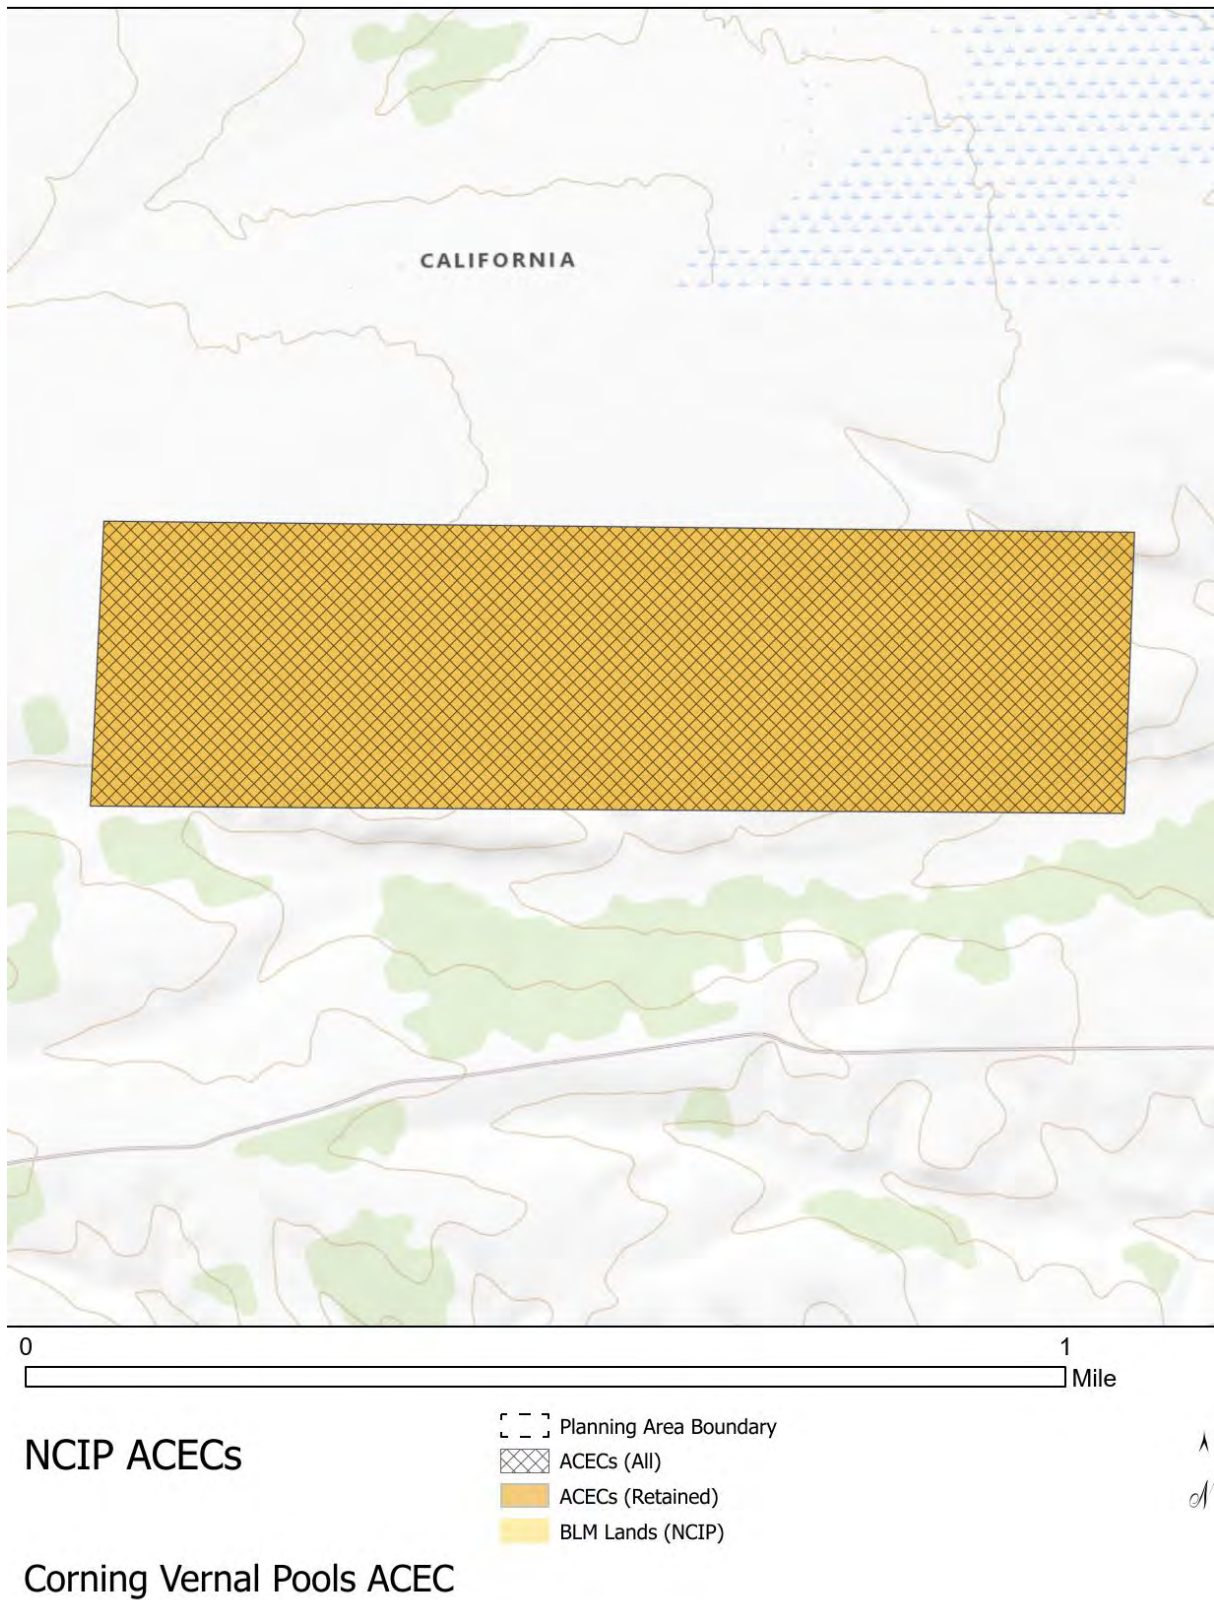 CALIFORNIA
0 1
Mile
NCIP ACECs
Planning Area Boundary
ACECs (All)
ACECs (Retained)
BLM Lands (NCIP)
N
Corning Vernal Pools ACEC